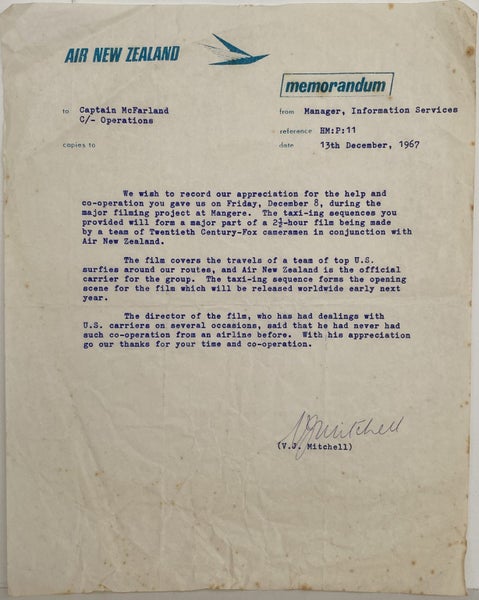 AIR NEW ZEALAND
memorandum
to Captain McFarland
C/- Operations
from Manager, Information Services
reference HM:P:11
copies to
date 13th December, 1967
We wish to record our appreciation for the help and
co-operation you gave us on Friday, December 8, during the
major filming project at Mangere. The taxi-ing sequences you
provided will form a major part of a 2½-hour film being made
by a team of Twentieth Century-Fox cameramen in conjunction with
Air New Zealand.
The film covers the travels of a team of top U.S.
surfies around our routes, and Air New Zealand is the official
carrier for the group. The taxi-ing sequence forms the opening
scene for the film which will be released worldwide early next
year.
The director of the film, who has had dealings with
U.S. carriers on several occasions, said that he had never had
such co-operation from an airline before. With his appreciation
go our thanks for your time and co-operation.
VJ Mitchell
(V.J. Mitchell)